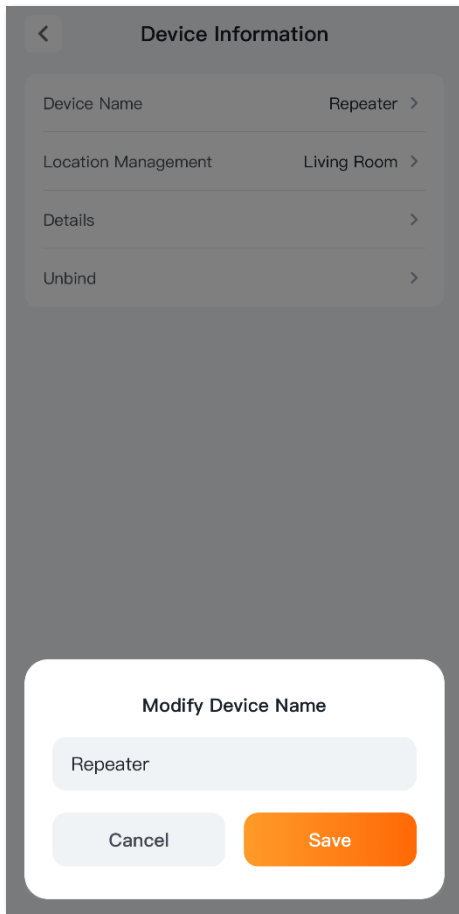 Device Information
Device Name Repeater
Location Management Living Room
Details
Unbind
Modify Device Name
Repeater
Cancel Save